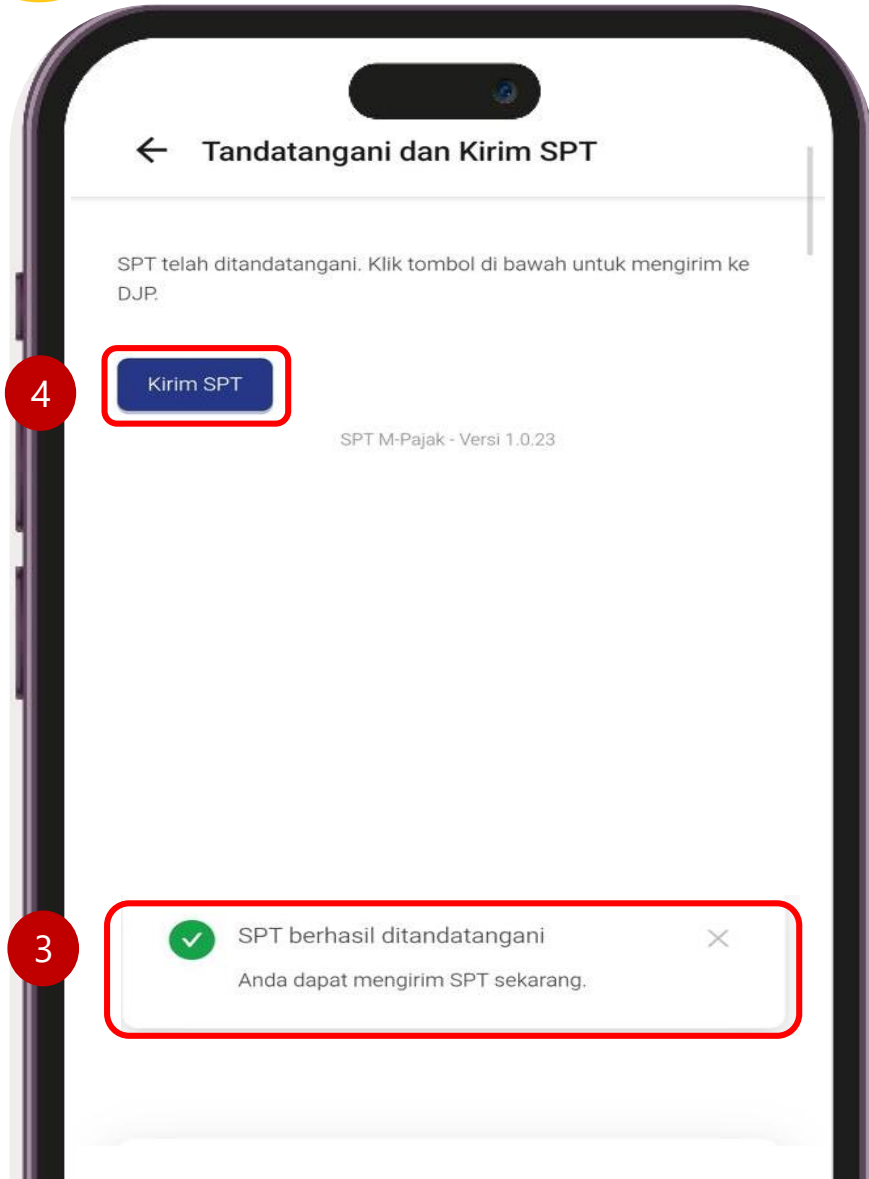 Tandatangani dan Kirim SPT
SPT telah ditandatangani. Klik tombol di bawah untuk mengirim ke
DJP.
4
Kirim SPT
SPT M-Pajak - Versi 1.0.23
3
SPT berhasil ditandatangani
Anda dapat mengirim SPT sekarang.